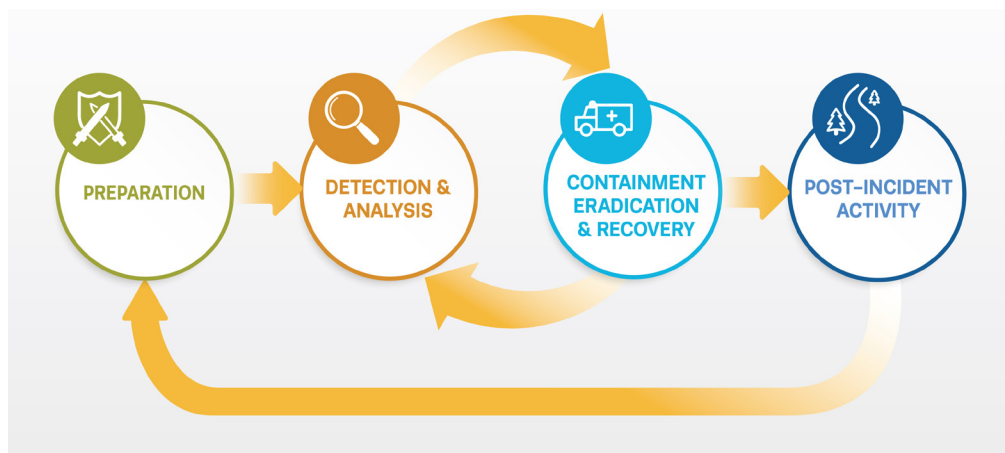 PREPARATION
DETECTION &
ANALYSIS
CONTAINMENT
ERADICATION
& RECOVERY
POST-INCIDENT
ACTIVITY